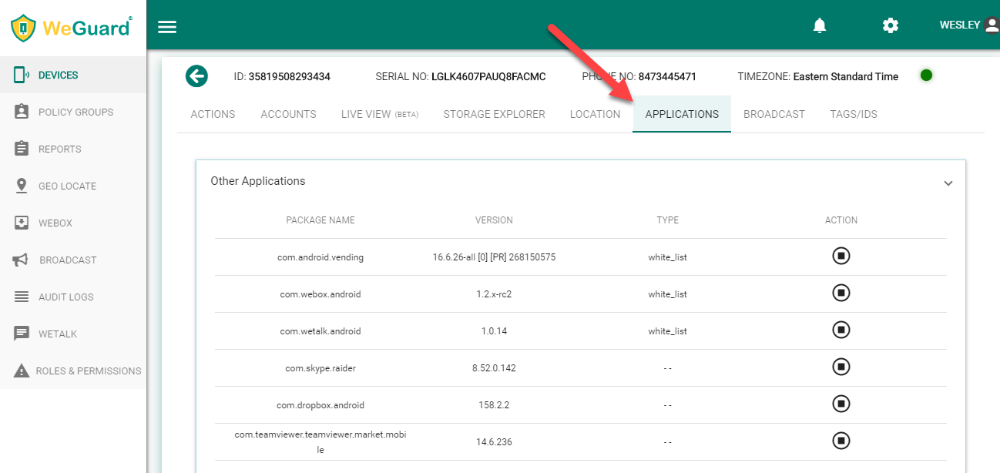 WeGuard
WESLEY
DEVICES
POLICY GROUPS
REPORTS
GEO LOCATE
WEBOX
BROADCAST
AUDIT LOGS
WETALK
ROLES & PERMISSIONS
ID: 35819508293434 SERIAL NO: LGLK4607PAUQ8FACMC PHONE NO: 8473445471 TIMEZONE: Eastern Standard Time
ACTIONS ACCOUNTS LIVE VIEW (BETA) STORAGE EXPLORER LOCATION APPLICATIONS BROADCAST TAGS/IDS
Other Applications
PACKAGE NAME VERSION TYPE ACTION
com.android.vending 16.6.26-all [0] [PR] 268150575 white_list
com.webox.android 1.2.x-rc2 white_list
com.wetalk.android 1.0.14 white_list
com.skype.raider 8.52.0.142 - -
com.dropbox.android 158.2.2 - -
com.teamviewer.teamviewer.market.mobi
le 14.6.236 - -